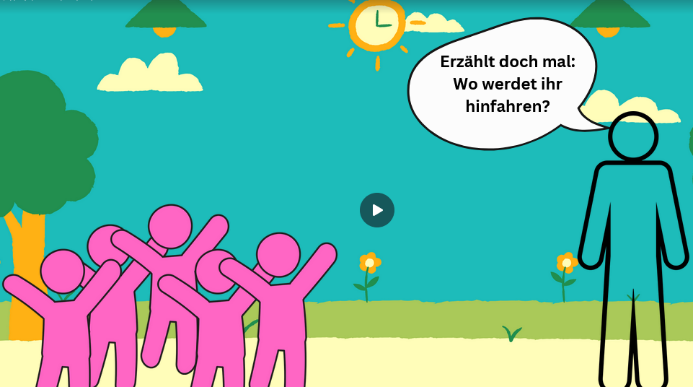 Erzählt doch mal:
Wo werdet ihr
hinfahren?